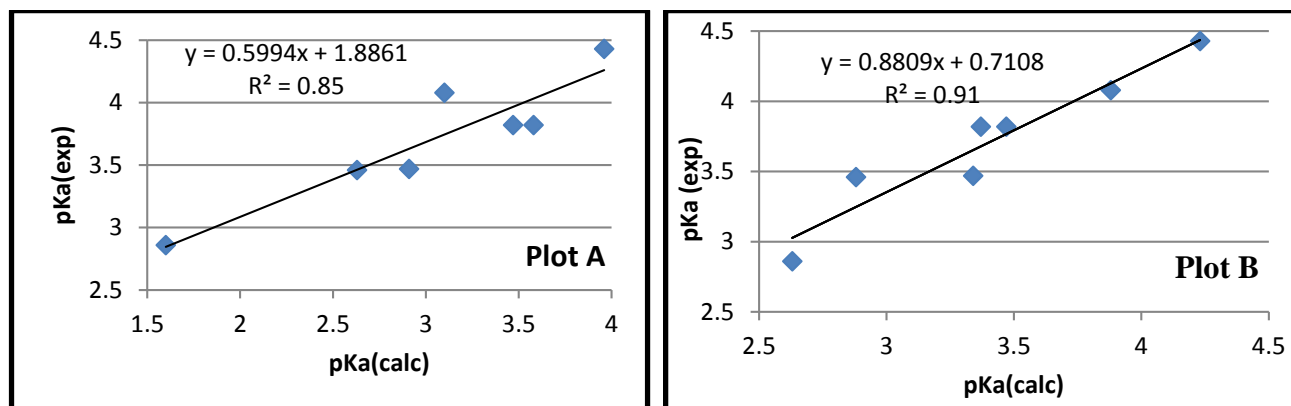 y = 0.5994x + 1.8861
R² = 0.85
4.5
4
3.5
3
2.5
pKa(exp)
1.5 2 2.5 3 3.5 4
pKa(calc)
Plot A
y = 0.8809x + 0.7108
R² = 0.91
4.5
4
3.5
3
2.5
pKa (exp)
2.5 3 3.5 4 4.5
pKa(calc)
Plot B